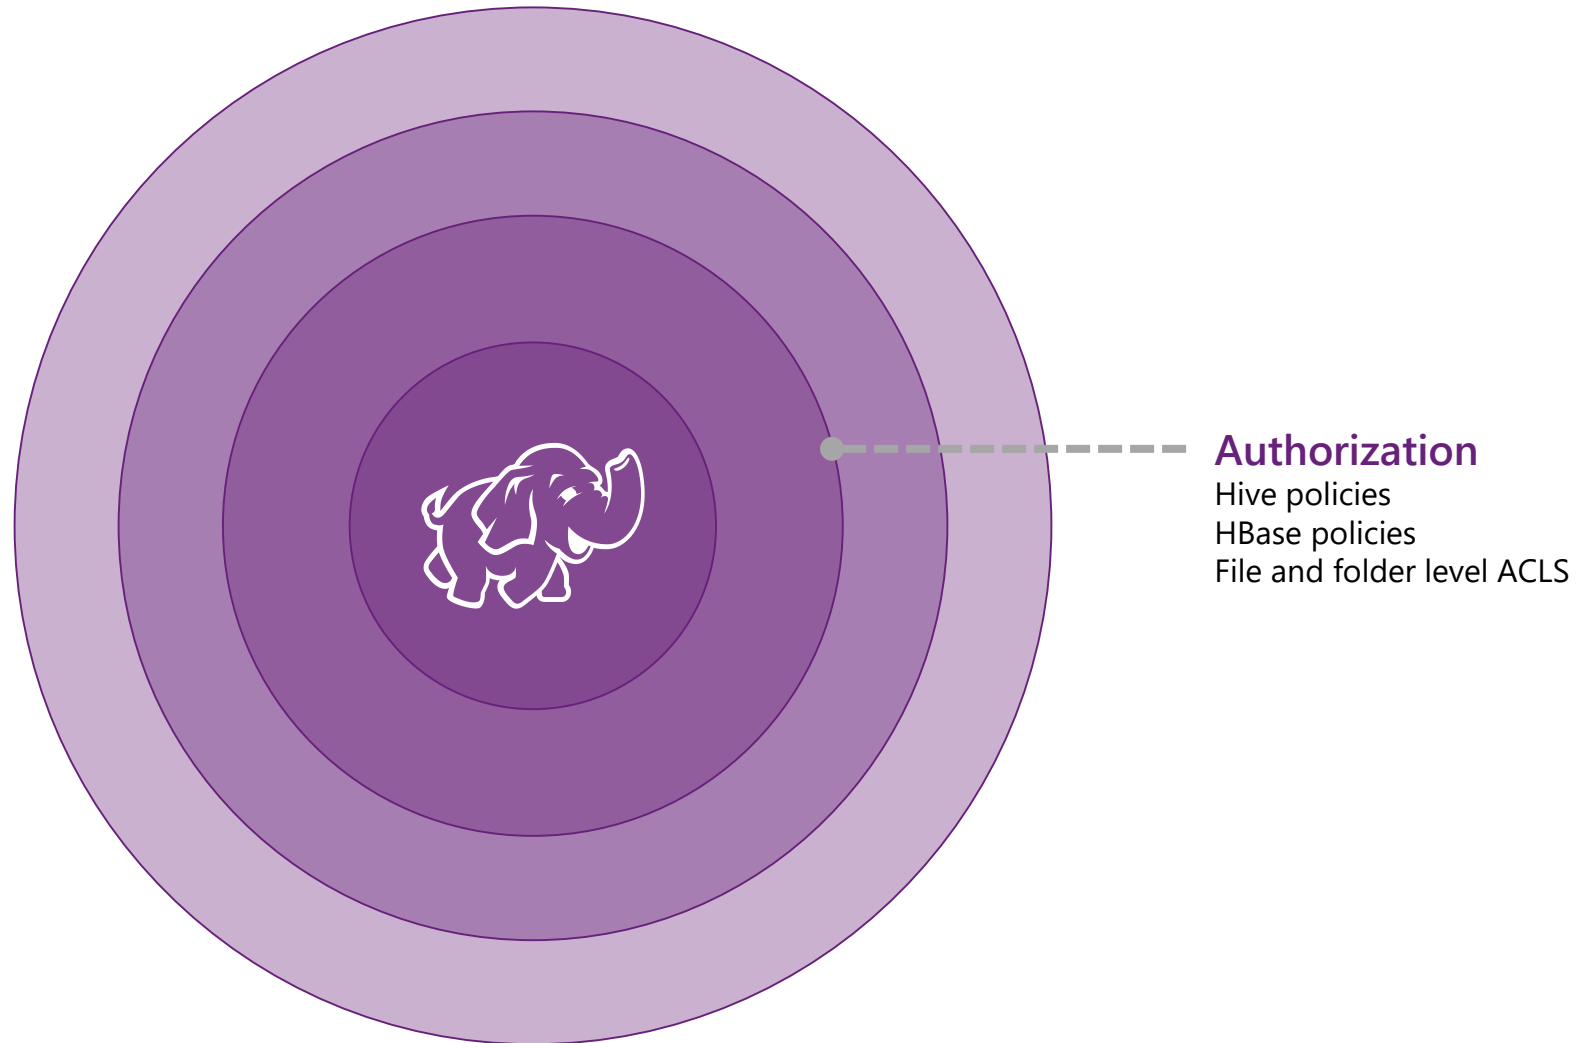 Authorization
Hive policies
HBase policies
File and folder level ACLS